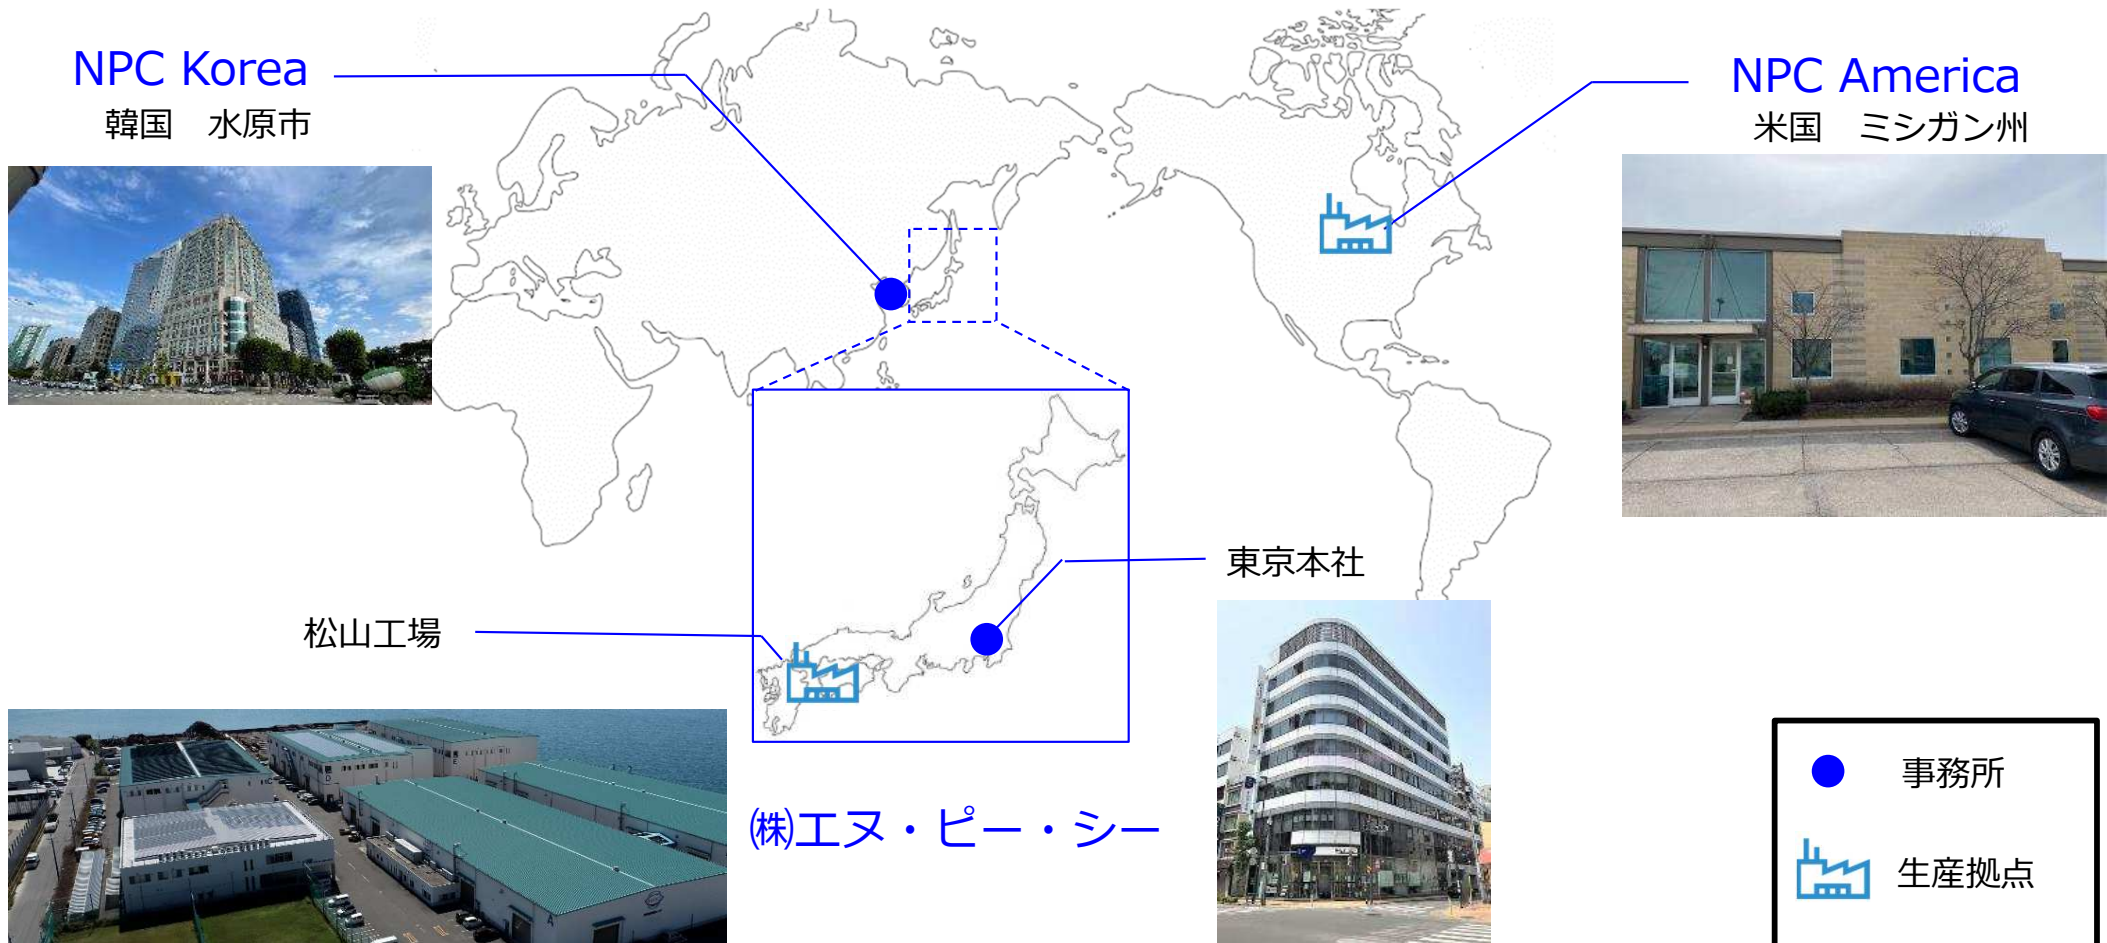 NPC Korea
韓国　水原市
NPC America
米国　ミシガン州
東京本社
松山工場
㈱エヌ・ピー・シー
事務所
生産拠点